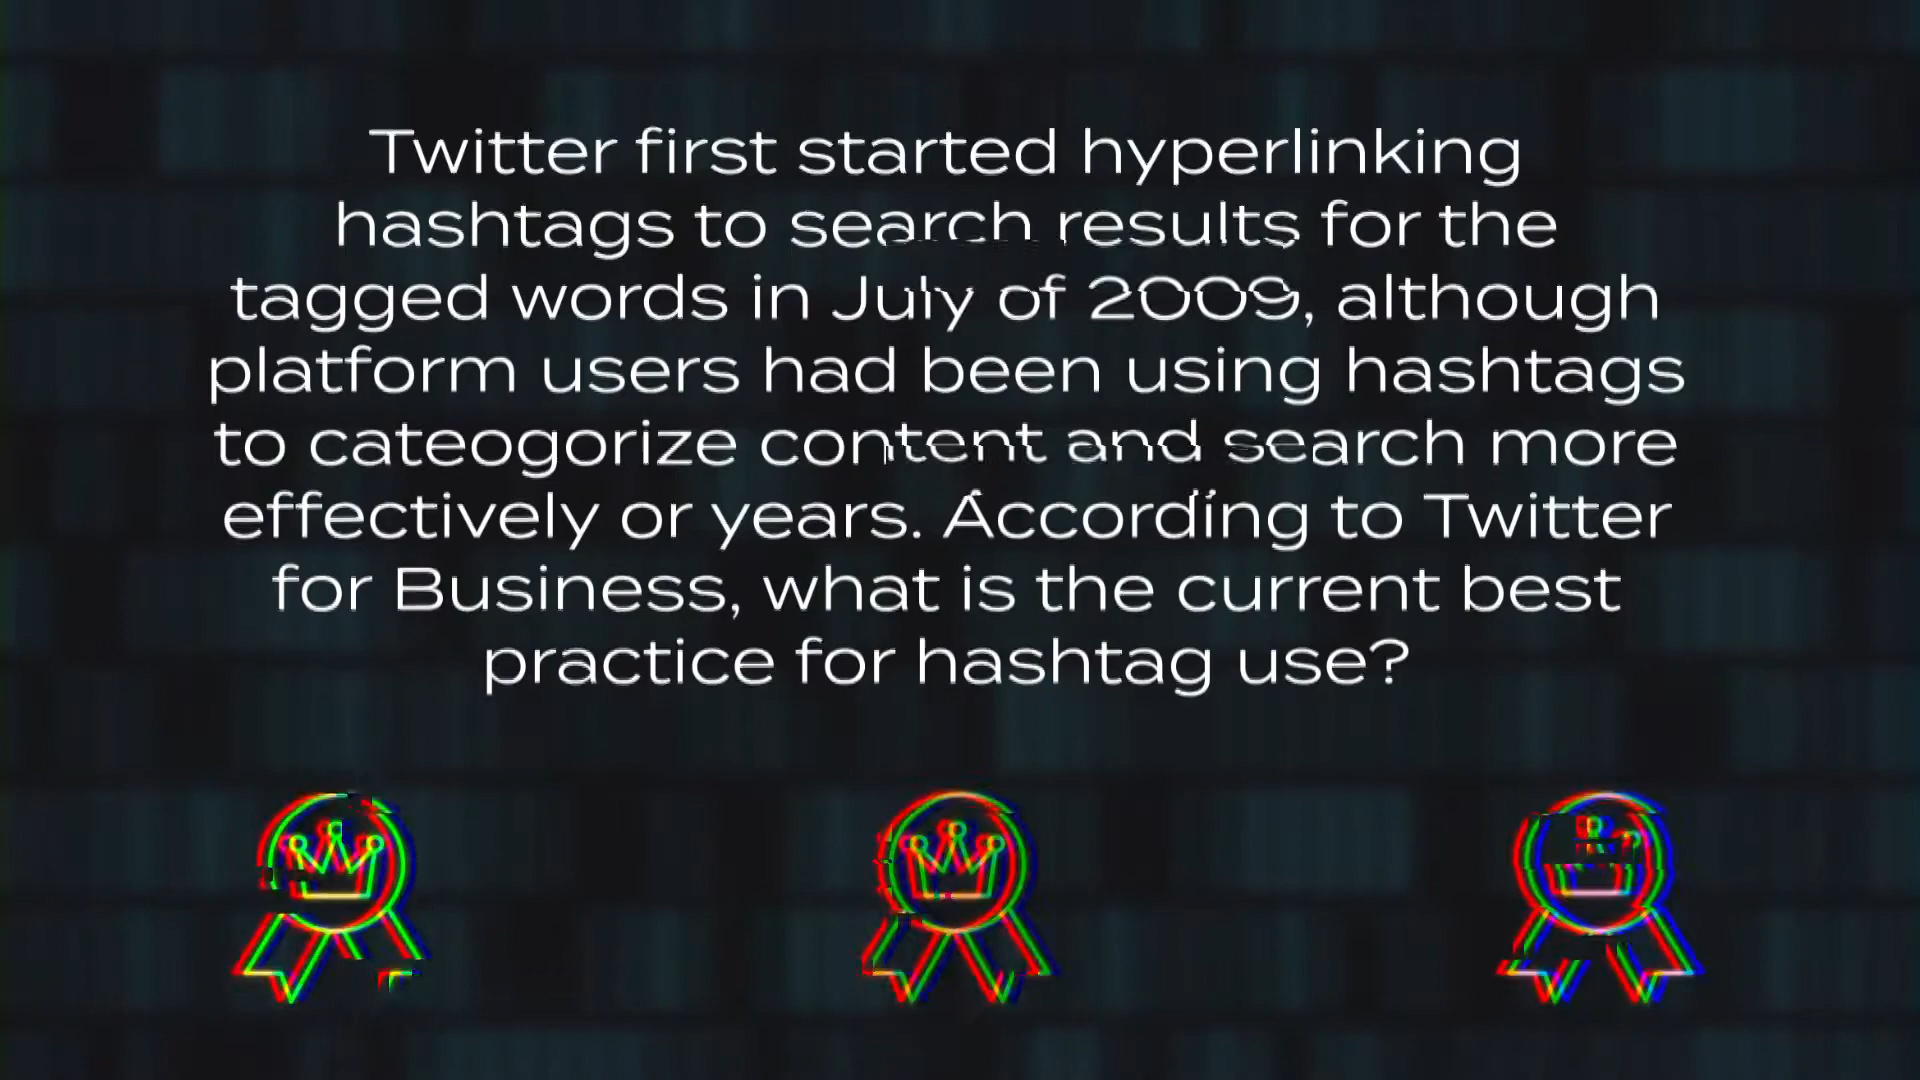 Twitter first started hyperlinking
hashtags to search results for the
tagged words in July of 2009, although
platform users had been using hashtags
to cateogorize content and search more
effectively or years. According to Twitter
for Business, what is the current best
practice for hashtag use?